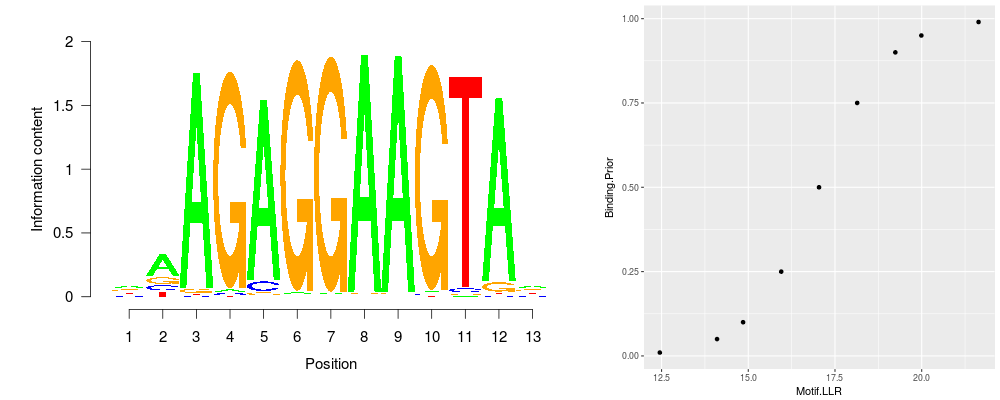 2
1.5
1
0.5
0
Information content
AGAGGAAGTA
A
1 2 3 4 5 6 7 8 9 10 11 12 13
Position
1.00
0.75
0.50
0.25
0.00
Binding.Prior
12.5 15.0 17.5 20.0
Motif.LLR